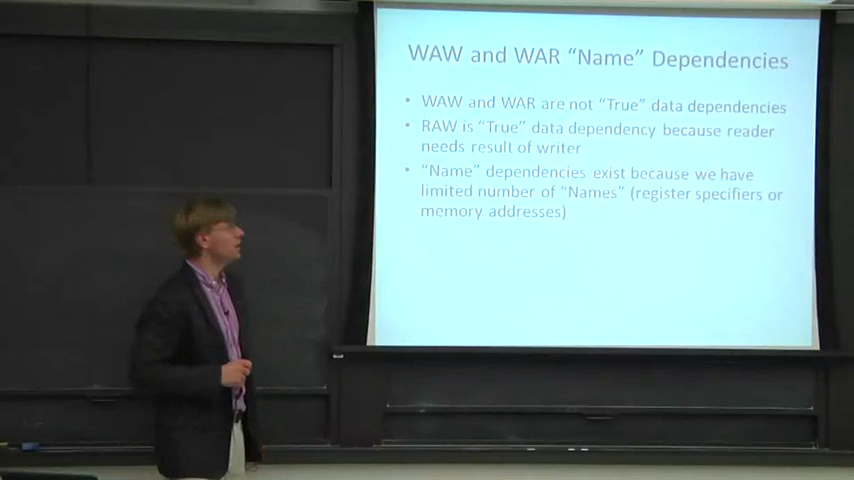 WAW and WAR “Name” Dependencies
• WAW and WAR are not “True” data dependencies
• RAW is “True” data dependency because reader
needs result of writer
• “Name” dependencies exist because we have
limited number of “Names” (register specifiers or
memory addresses)